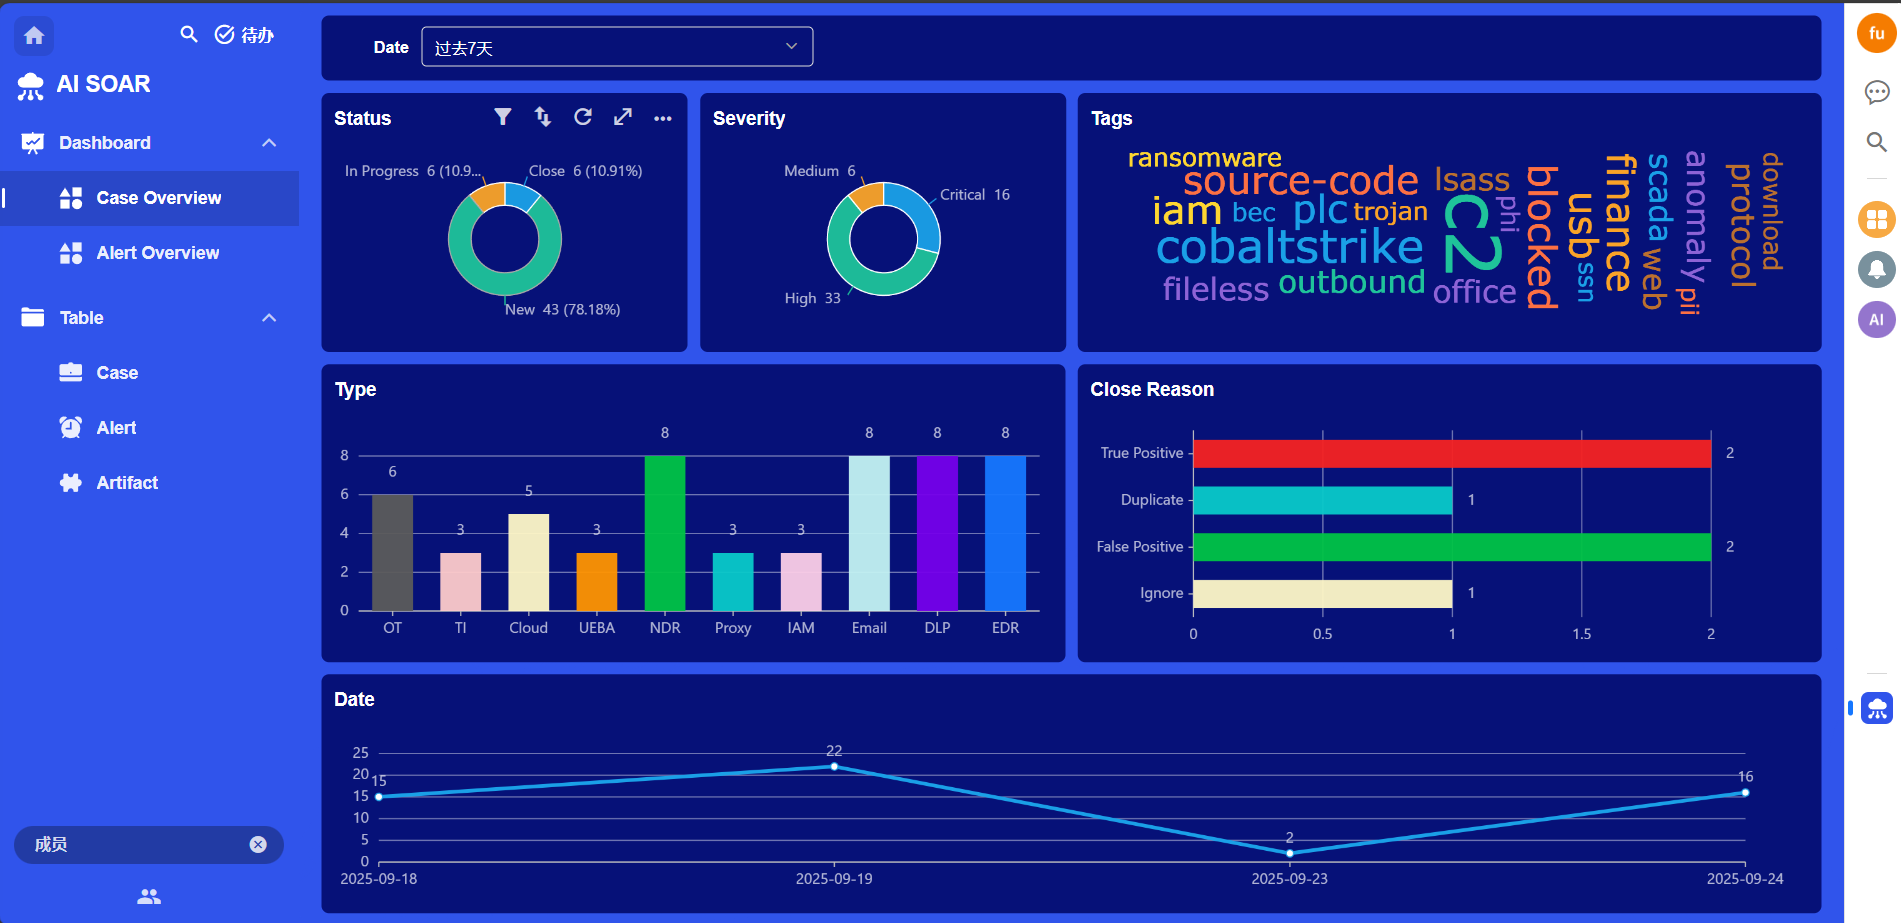 待办
AI SOAR
Dashboard
Case Overview
Alert Overview
Table
Case
Alert
Artifact
成员
Date 过去7天
Status
In Progress 6 (10.9...
Close 6 (10.91%)
New 43 (78.18%)
Severity
Medium 6
Critical 16
High 33
Tags
ransomware
source-code
lsass
iam
bec
plc
trojan
phi
cobaltstrike
c2
fileless
outbound
office
blocked
usb
ssn
finance
scada
web
anomaly
pii
protocol
download
Type
8
6
4
2
0
6
3
5
3
8
3
3
8
8
8
OT TI Cloud UEBA NDR Proxy IAM Email DLP EDR
Close Reason
True Positive 2
Duplicate 1
False Positive 2
Ignore 1
0 0.5 1 1.5 2
Date
25
20
15
10
5
0
15
22
2
16
2025-09-18 2025-09-19 2025-09-23 2025-09-24
fu
AI